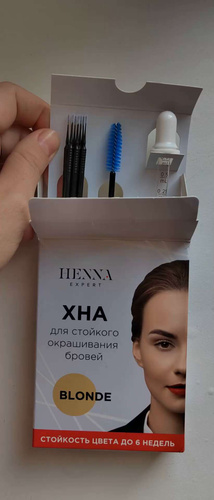 HENNA
EXPERT
ХНА
для стойкого
окрашивания
бровей
BLONDE
СТОЙКОСТЬ ЦВЕТА ДО 6 НЕДЕЛЬ